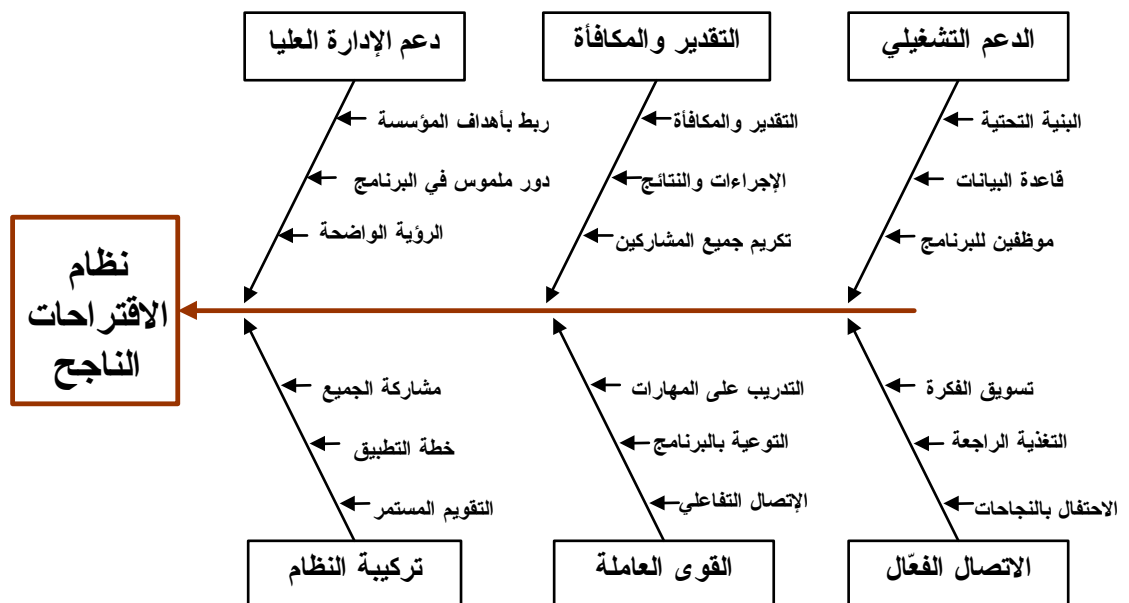 الدعم التشغيلي
البنية التحتية
قاعدة البيانات
موظفين للبرنامج
التقدير والمكافأة
التقدير والمكافأة
الإجراءات والنتائج
تكريم جميع المشاركين
دعم الإدارة العليا
ربط بأهداف المؤسسة
دور ملموس في البرنامج
الرؤية الواضحة
نظام
الاقتراحات
الناجح
تسويق الفكرة
التغذية الراجعة
الاحتفال بالنجاحات
الاتصال الفعّال
التدريب على المهارات
التوعية بالبرنامج
الإتصال التفاعلي
القوى العاملة
مشاركة الجميع
خطة التطبيق
التقويم المستمر
تركيبة النظام